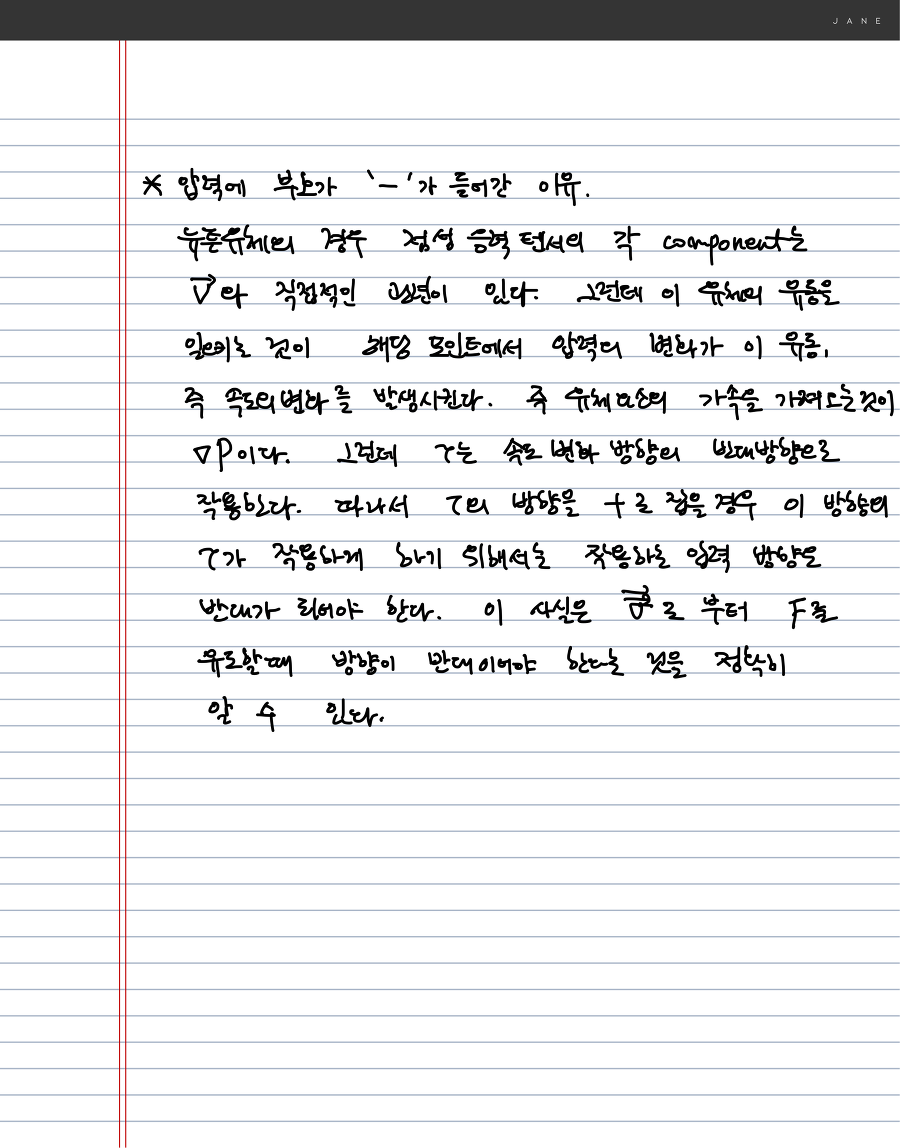 JANE
* 압력에 부호가 '-'가 들어간 이유.
뉴튼유체의 경우 점성 응력 텐서의 각 component는
V와 직접적인 관련이 있다. 그런데 이 유체의 유동을
일으키는 것이 해당 포인트에서 압력의 변화가 이 유동,
즉 속도의 변화를 발생시킨다. 즉 유체 요소의 가속을 가져오는것이
∇P이다. 그런데 τ는 속도 변화 방향의 반대방향으로
작용한다. 따라서 τ의 방향을 +로 잡을 경우 이 방향의
τ가 작용하게 하기 위해서는 작용하는 압력 방향도
반대가 되어야 한다. 이 사실은 로 부터 F를
유도할때 방향이 반대이어야 한다는 것을 정확히
알 수 있다.